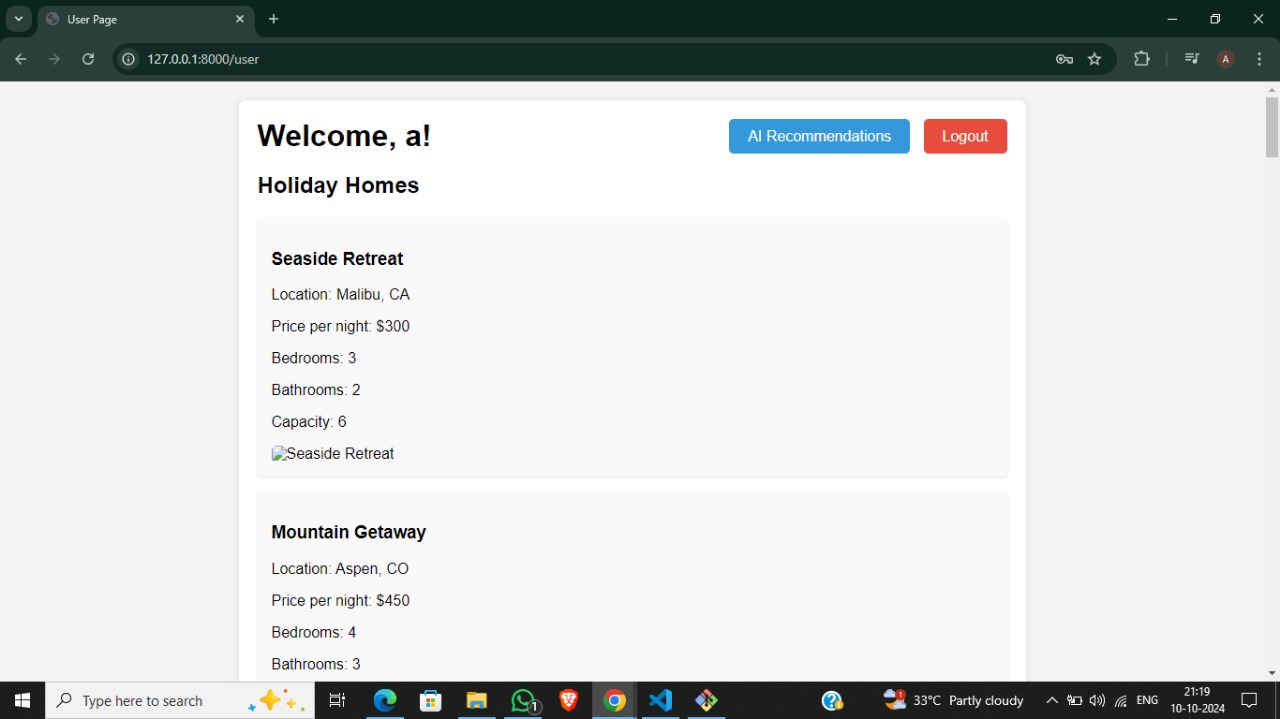 User Page
127.0.0.1:8000/user
A
Welcome, a!
AI Recommendations
Logout
Holiday Homes
Seaside Retreat
Location: Malibu, CA
Price per night: $300
Bedrooms: 3
Bathrooms: 2
Capacity: 6
Seaside Retreat
Mountain Getaway
Location: Aspen, CO
Price per night: $450
Bedrooms: 4
Bathrooms: 3
Type here to search
1
1
33°C Partly cloudy
ENG
21:19
10-10-2024